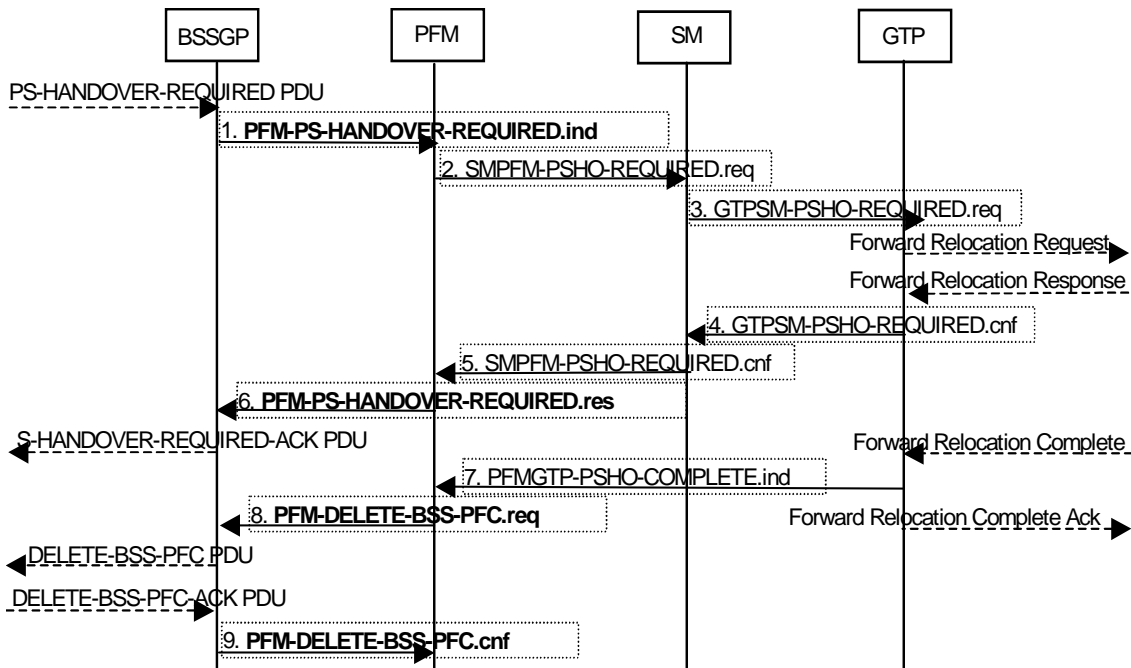 BSSGP PFM SM GTP
PS-HANDOVER-REQUIRED PDU
1. PFM-PS-HANDOVER-REQUIRED.ind
2. SMPFM-PSHO-REQUIRED.req
3. GTPSM-PSHO-REQUIRED.req
Forward Relocation Request
Forward Relocation Response
4. GTPSM-PSHO-REQUIRED.cnf
5. SMPFM-PSHO-REQUIRED.cnf
6. PFM-PS-HANDOVER-REQUIRED.res
S-HANDOVER-REQUIRED-ACK PDU
Forward Relocation Complete
7. PFMGTP-PSHO-COMPLETE.ind
8. PFM-DELETE-BSS-PFC.req
Forward Relocation Complete Ack
DELETE-BSS-PFC PDU
DELETE-BSS-PFC-ACK PDU
9. PFM-DELETE-BSS-PFC.cnf